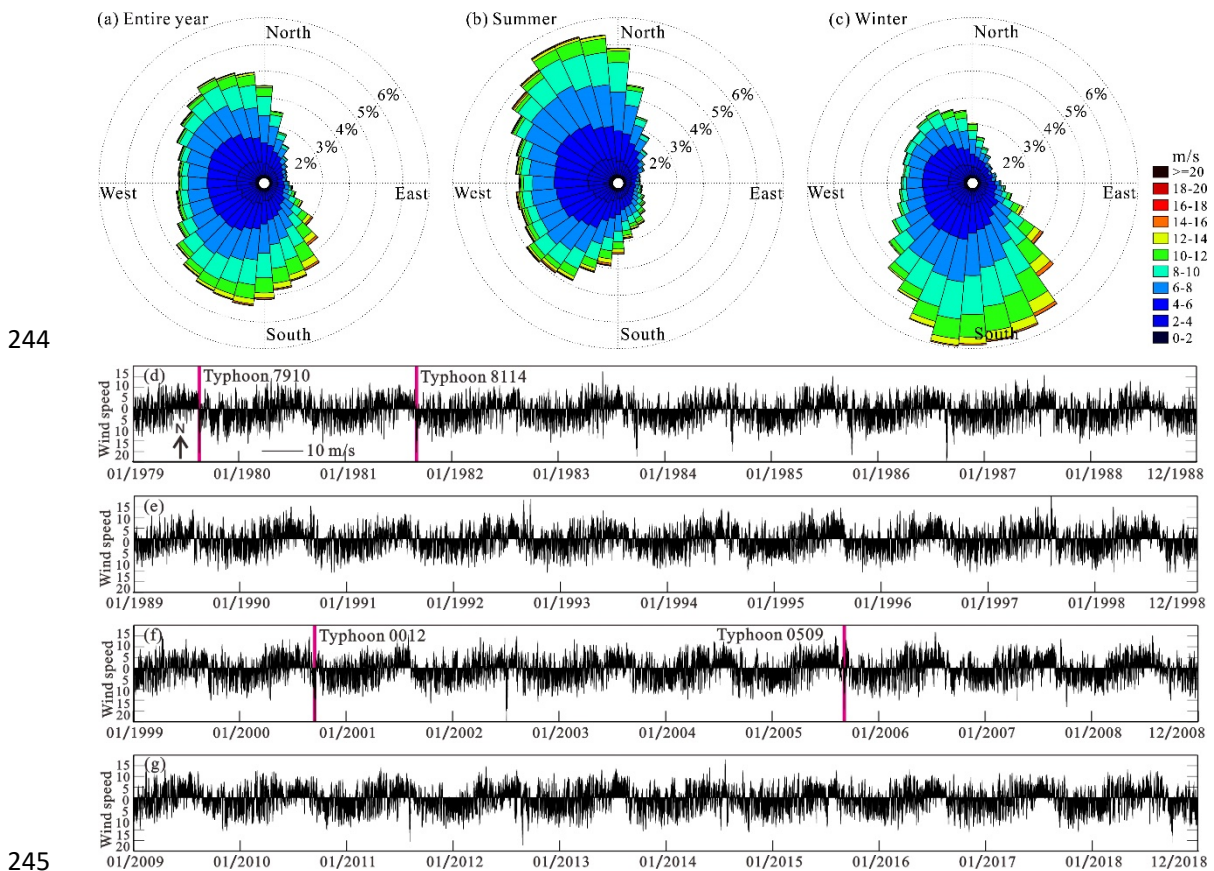 (a) Entire year
(b) Summer
(c) Winter
North
North
North
6%
5%
4%
3%
2%
6%
5%
4%
3%
2%
6%
5%
4%
3%
2%
West
East
West
East
West
East
South
South
South
m/s
>=20
18-20
16-18
14-16
12-14
10-12
8-10
6-8
4-6
2-4
0-2
244
(d)
Typhoon 7910
Typhoon 8114
Wind speed
15
10
5
0
5
10
15
20
N
10 m/s
01/1979 01/1980 01/1981 01/1982 01/1983 01/1984 01/1985 01/1986 01/1987 01/1988 12/1988
(e)
Wind speed
15
10
5
0
5
10
15
20
01/1989 01/1990 01/1991 01/1992 01/1993 01/1994 01/1995 01/1996 01/1997 01/1998 12/1998
(f)
Typhoon 0012
Typhoon 0509
Wind speed
15
10
5
0
5
10
15
20
01/1999 01/2000 01/2001 01/2002 01/2003 01/2004 01/2005 01/2006 01/2007 01/2008 12/2008
(g)
Wind speed
15
10
5
0
5
10
15
20
01/2009 01/2010 01/2011 01/2012 01/2013 01/2014 01/2015 01/2016 01/2017 01/2018 12/2018
245